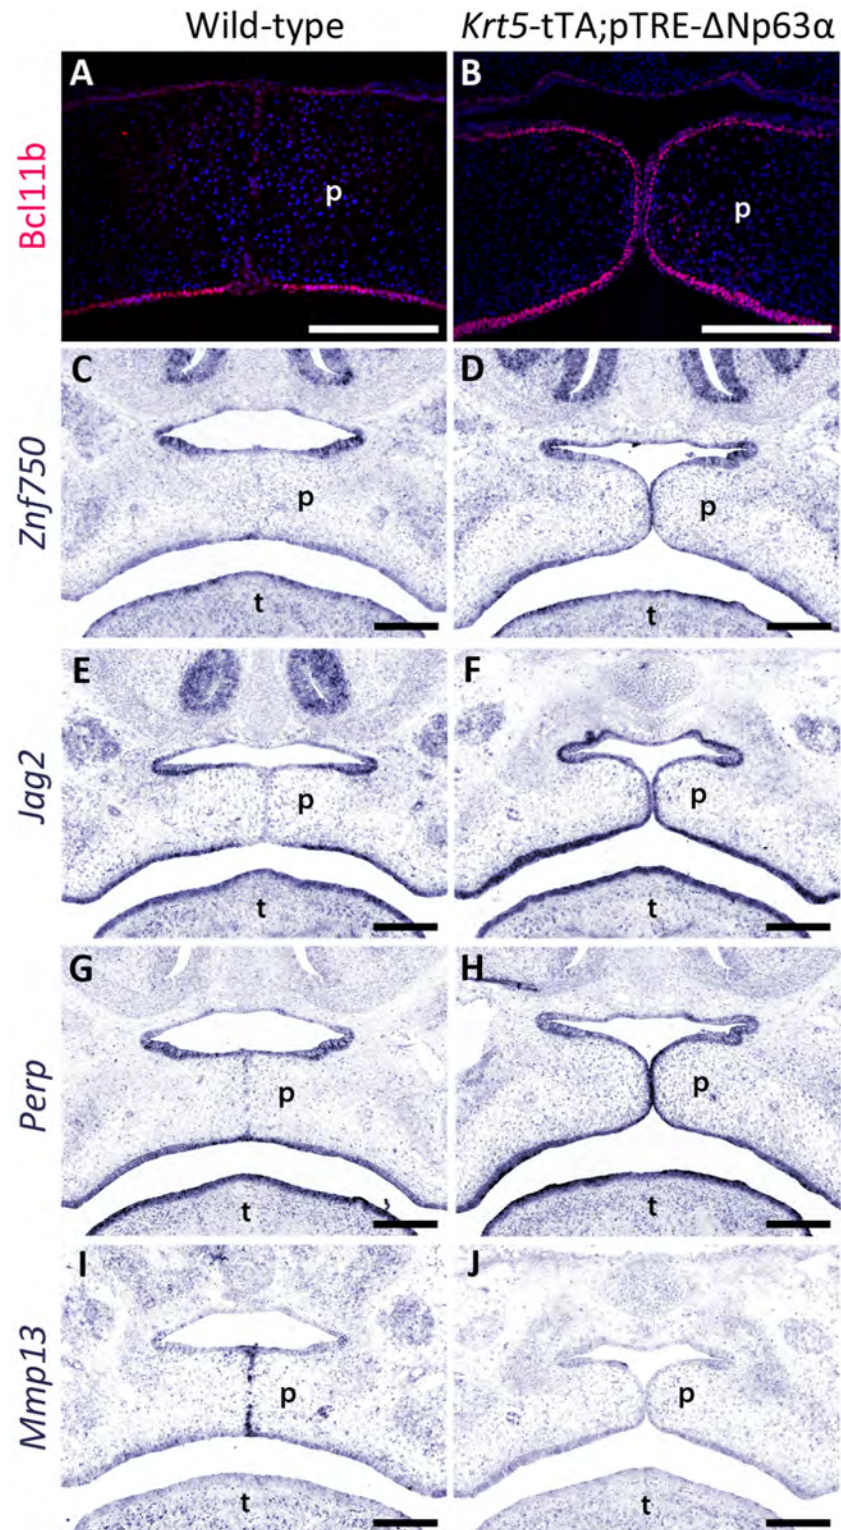 Wild-type
Krt5-tTA;pTRE-ΔNp63α
Bcl11b
A
p
B
p
Znf750
C
p
t
D
p
t
Jag2
E
p
t
F
p
t
Perp
G
p
t
H
p
t
Mmp13
I
p
t
J
p
t